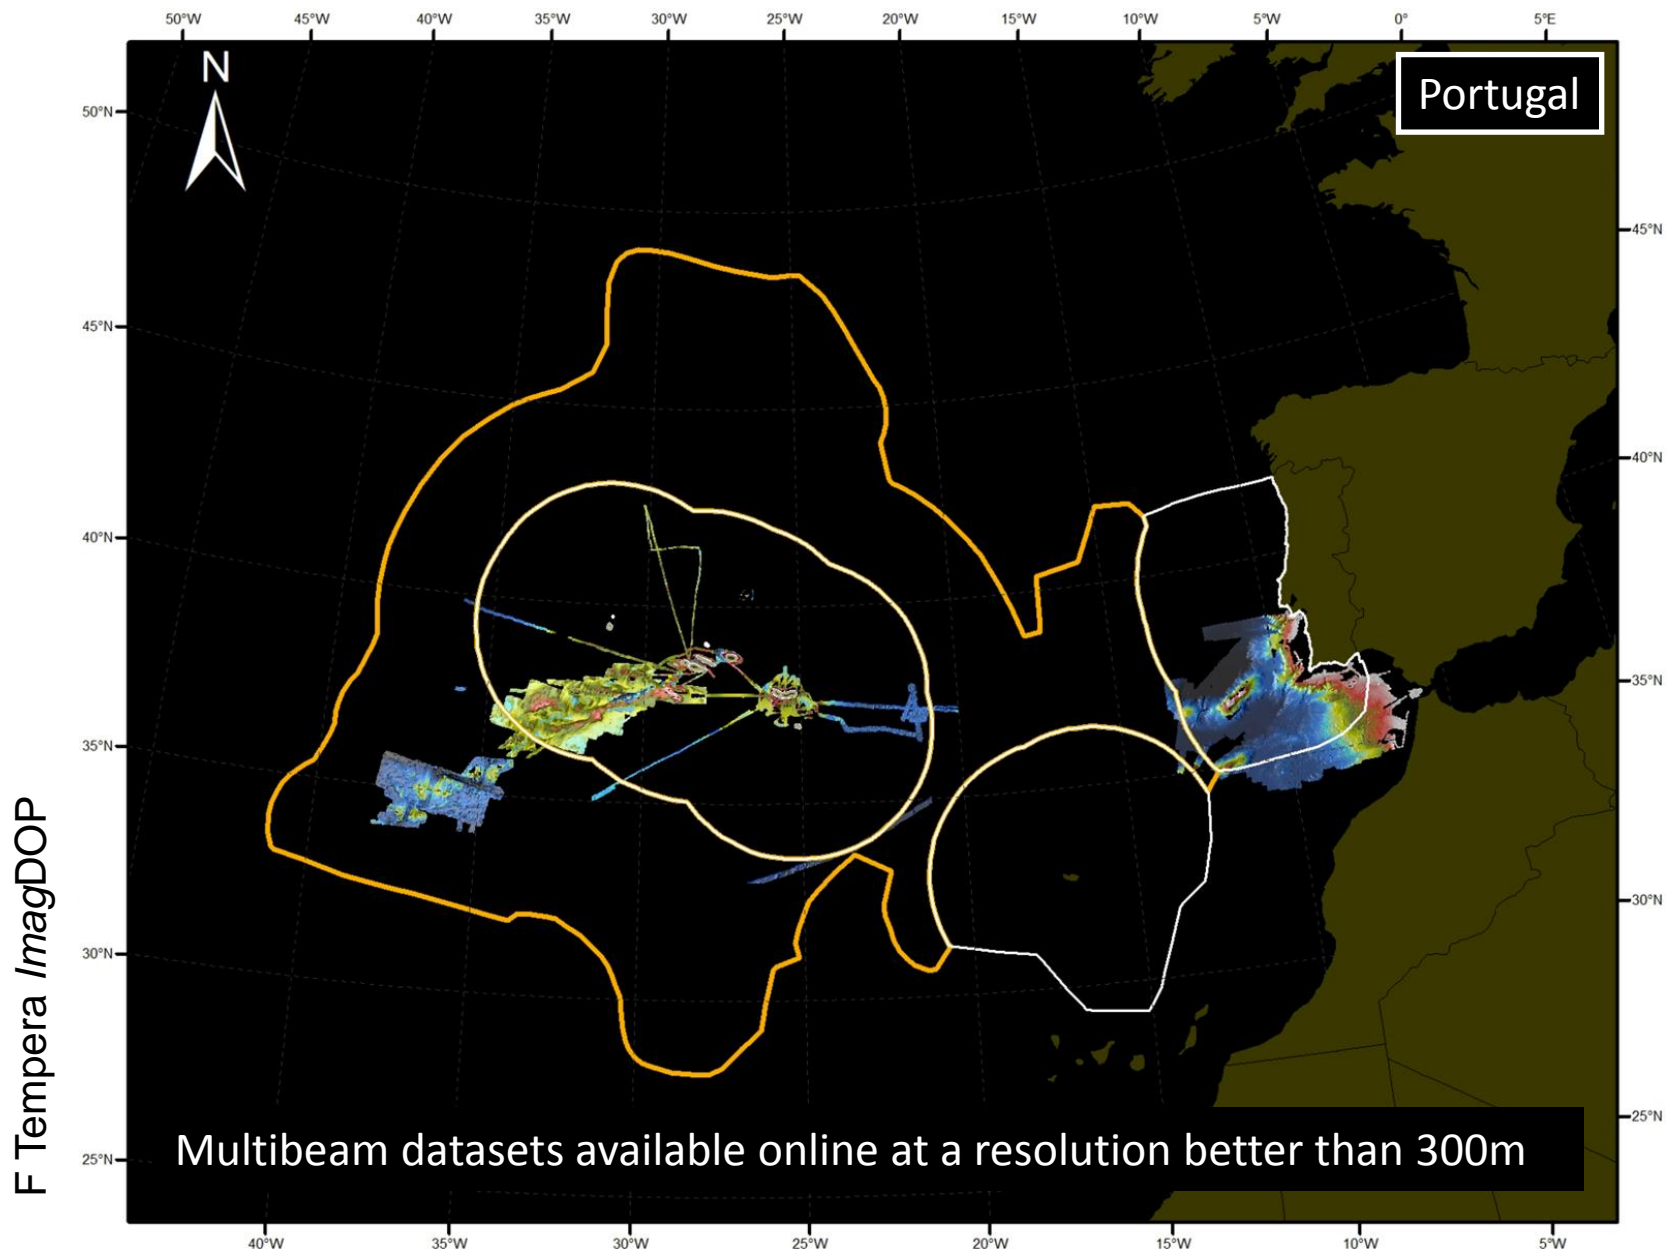 50°W 45°W 40°W 35°W 30°W 25°W 20°W 15°W 10°W 5°W 0° 5°E
N
Portugal
50°N
45°N
45°N
40°N
40°N
35°N
35°N
30°N
30°N
25°N
25°N
Multibeam datasets available online at a resolution better than 300m
40°W 35°W 30°W 25°W 20°W 15°W 10°W 5°W
F Tempera ImagDOP